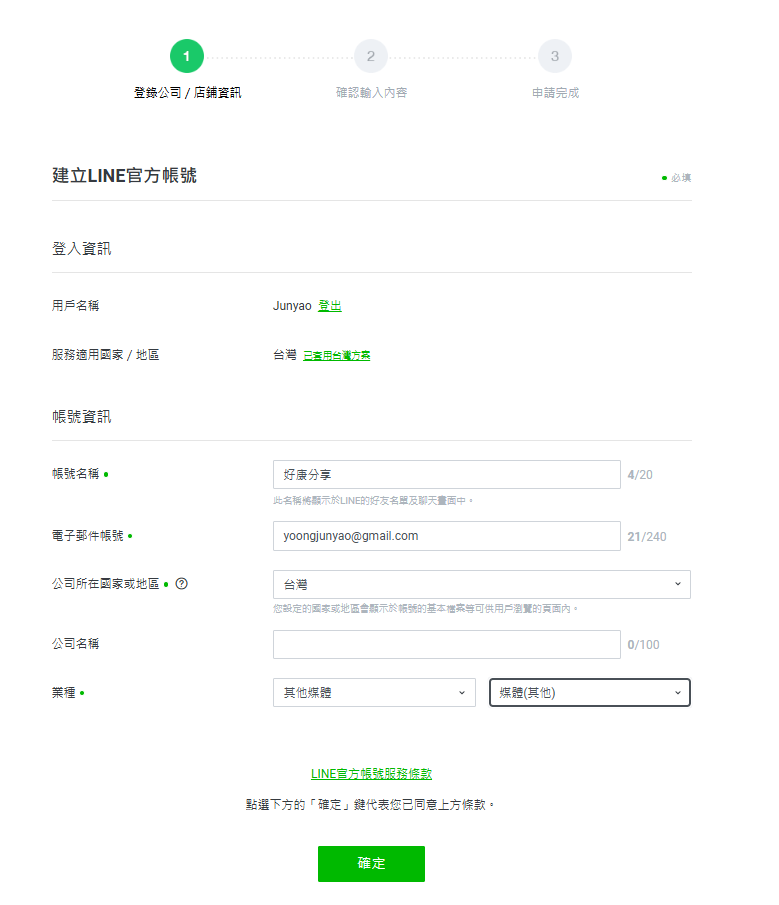 1 2 3
登錄公司 / 店鋪資訊 確認輸入內容 申請完成
建立LINE官方帳號 必填
登入資訊
用戶名稱 Junyao 登出
服務適用國家 / 地區 台灣 已套用台灣方案
帳號資訊
帳號名稱 好康分享 4/20
此名稱將顯示於LINE的好友名單及聊天畫面中。
電子郵件帳號 yoongjunyao@gmail.com 21/240
公司所在國家或地區 ? 台灣
您設定的國家或地區會顯示於帳號的基本檔案等可供用戶瀏覽的頁面內。
公司名稱 0/100
業種 其他媒體 媒體(其他)
LINE官方帳號服務條款
點選下方的「確定」鍵代表您已同意上方條款。
確定